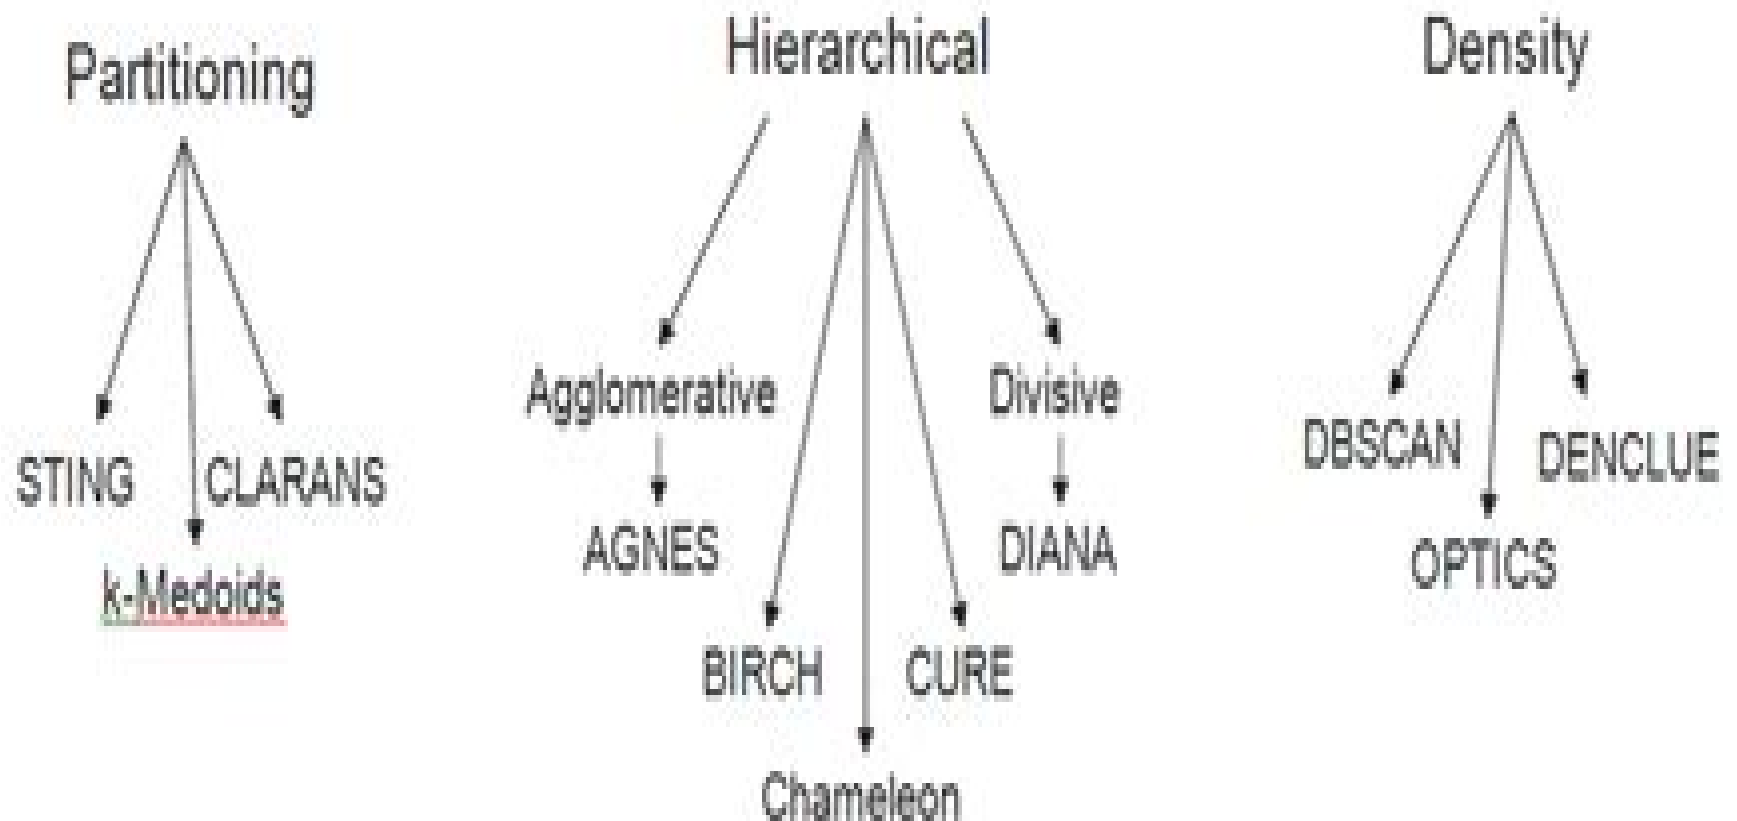 Partitioning
STING
CLARANS
k-Medoids
Hierarchical
Agglomerative
Divisive
AGNES
DIANA
BIRCH
CURE
Chameleon
Density
DBSCAN
DENCLUE
OPTICS